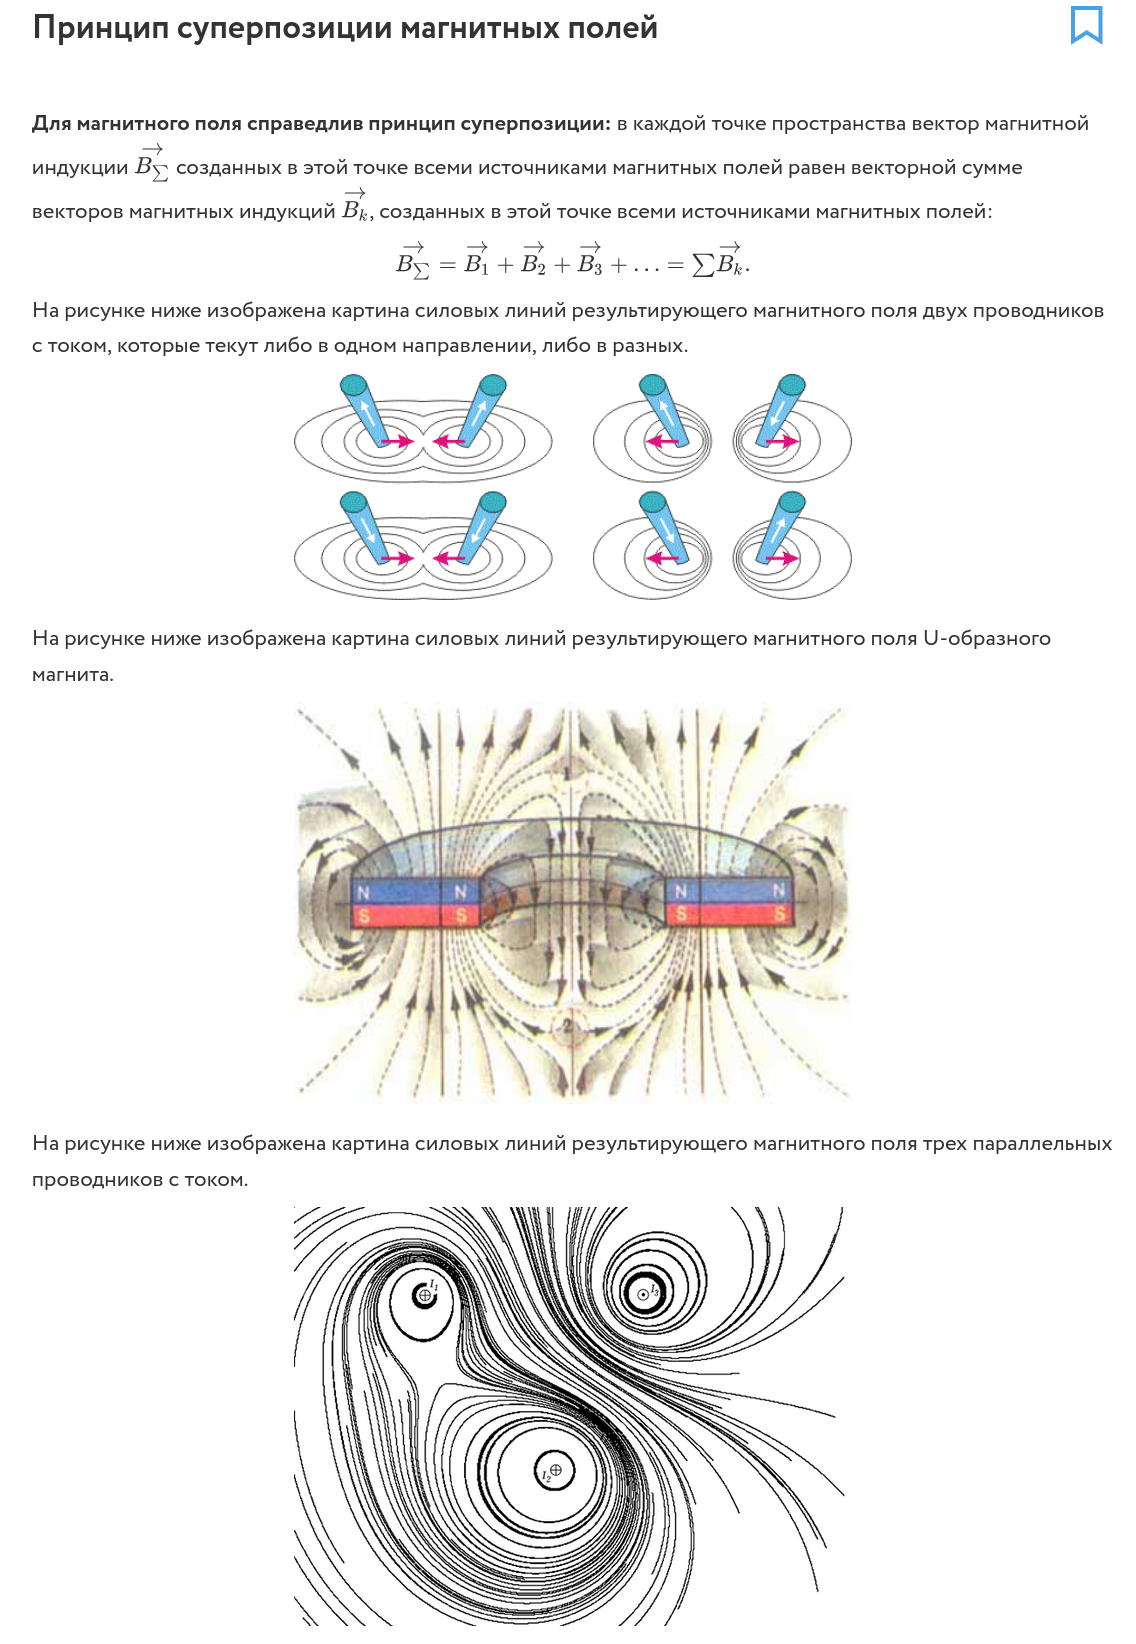 Принцип суперпозиции магнитных полей
Для магнитного поля справедлив принцип суперпозиции: в каждой точке пространства вектор магнитной
индукции $\overrightarrow{B_{\sum}}$ созданных в этой точке всеми источниками магнитных полей равен векторной сумме
векторов магнитных индукций $\overrightarrow{B_k}$, созданных в этой точке всеми источниками магнитных полей:
$\overrightarrow{B_{\sum}} = \overrightarrow{B_1} + \overrightarrow{B_2} + \overrightarrow{B_3} + \ldots = \sum \overrightarrow{B_k}.$
На рисунке ниже изображена картина силовых линий результирующего магнитного поля двух проводников
с током, которые текут либо в одном направлении, либо в разных.
На рисунке ниже изображена картина силовых линий результирующего магнитного поля U-образного
магнита.
1
N N N N
S S S S
2
На рисунке ниже изображена картина силовых линий результирующего магнитного поля трех параллельных
проводников с током.
I₁
I₃
I₂